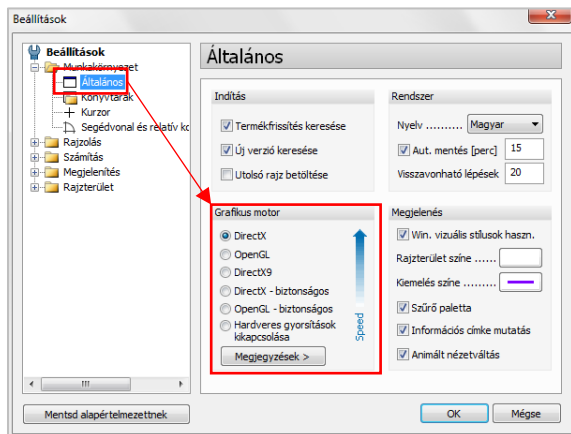 Beállítások
Beállítások
Munkakörnyezet
Általános
Könyvtárak
Kurzor
Segédvonal és relatív ko
Rajzolás
Számítás
Megjelenítés
Rajzterület
Mentsd alapértelmezettnek
Általános
Indítás
Termékfrissítés keresése
Új verzió keresése
Utolsó rajz betöltése
Rendszer
Nyelv .......... Magyar
Aut. mentés [perc] 15
Visszavonható lépések 20
Grafikus motor
DirectX
OpenGL
DirectX9
DirectX - biztonságos
OpenGL - biztonságos
Hardveres gyorsítások
kikapcsolása
Speed
Megjegyzések >
Megjelenés
Win. vizuális stílusok haszn.
Rajzterület színe ......
Kiemelés színe .........
Szűrő paletta
Információs címke mutatás
Animált nézetváltás
OK
Mégse